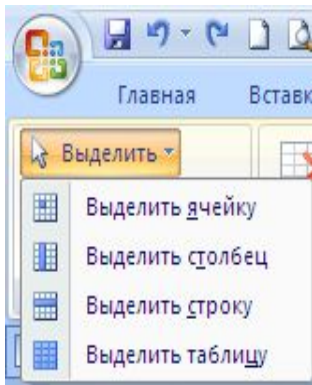 Главная Вставк
Выделить
Выделить ячейку
Выделить столбец
Выделить строку
Выделить таблицу